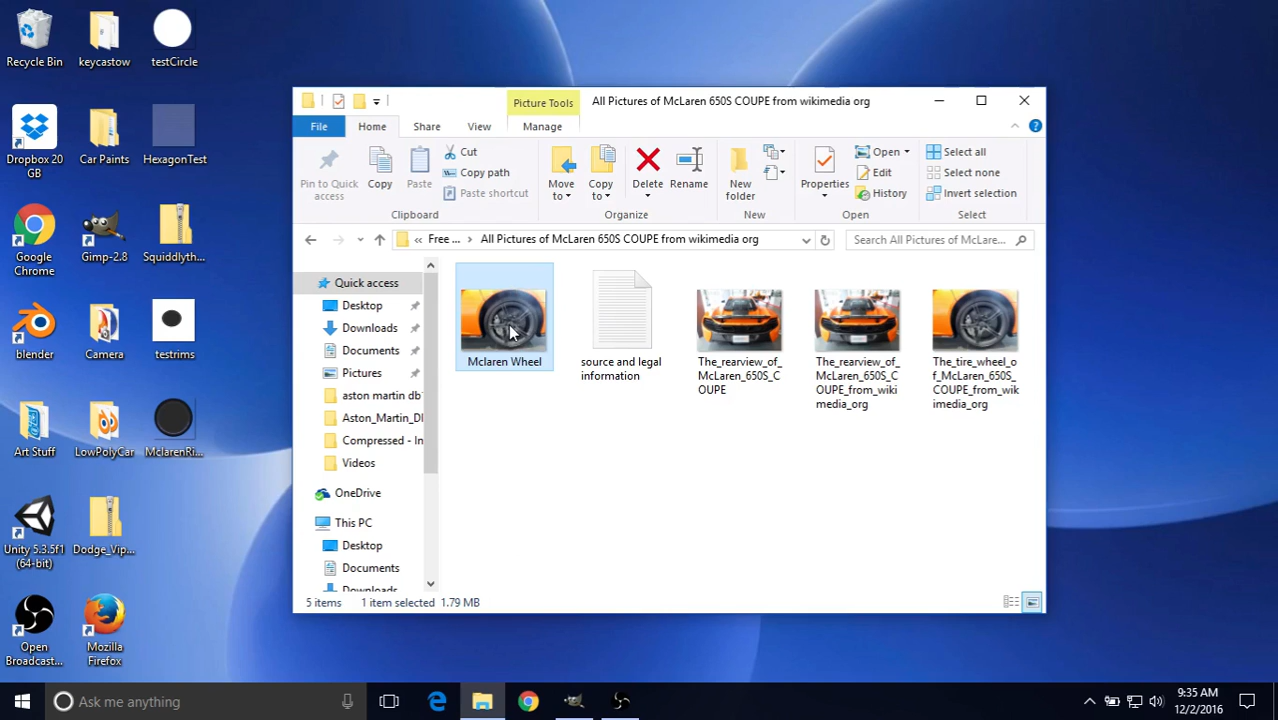 Recycle Bin
keycastow
testCircle
Dropbox 20
GB
Car Paints
HexagonTest
Google
Chrome
Gimp-2.8
Squiddlyth...
blender
Camera
testrims
Art Stuff
LowPolyCar
MclarenRi...
Unity 5.3.5f1
(64-bit)
Dodge_Vip...
Open
Broadcast...
Mozilla
Firefox
Picture Tools
All Pictures of McLaren 650S COUPE from wikimedia org
File
Home
Share
View
Manage
Pin to Quick
access
Copy
Paste
Cut
Copy path
Paste shortcut
Clipboard
Move
to
Copy
to
Delete
Rename
Organize
New
folder
New
Properties
Open
Edit
History
Open
Select all
Select none
Invert selection
Select
« Free ... › All Pictures of McLaren 650S COUPE from wikimedia org
Search All Pictures of McLare...
Quick access
Desktop
Downloads
Documents
Pictures
aston martin db
Aston_Martin_D
Compressed - In
Videos
OneDrive
This PC
Desktop
Documents
Downloads
Mclaren Wheel
source and legal
information
The_rearview_of_
McLaren_650S_C
OUPE
The_rearview_of_
McLaren_650S_C
OUPE_from_wiki
media_org
The_tire_wheel_o
f_McLaren_650S_
COUPE_from_wik
imedia_org
5 items
1 item selected 1.79 MB
Ask me anything
9:35 AM
12/2/2016